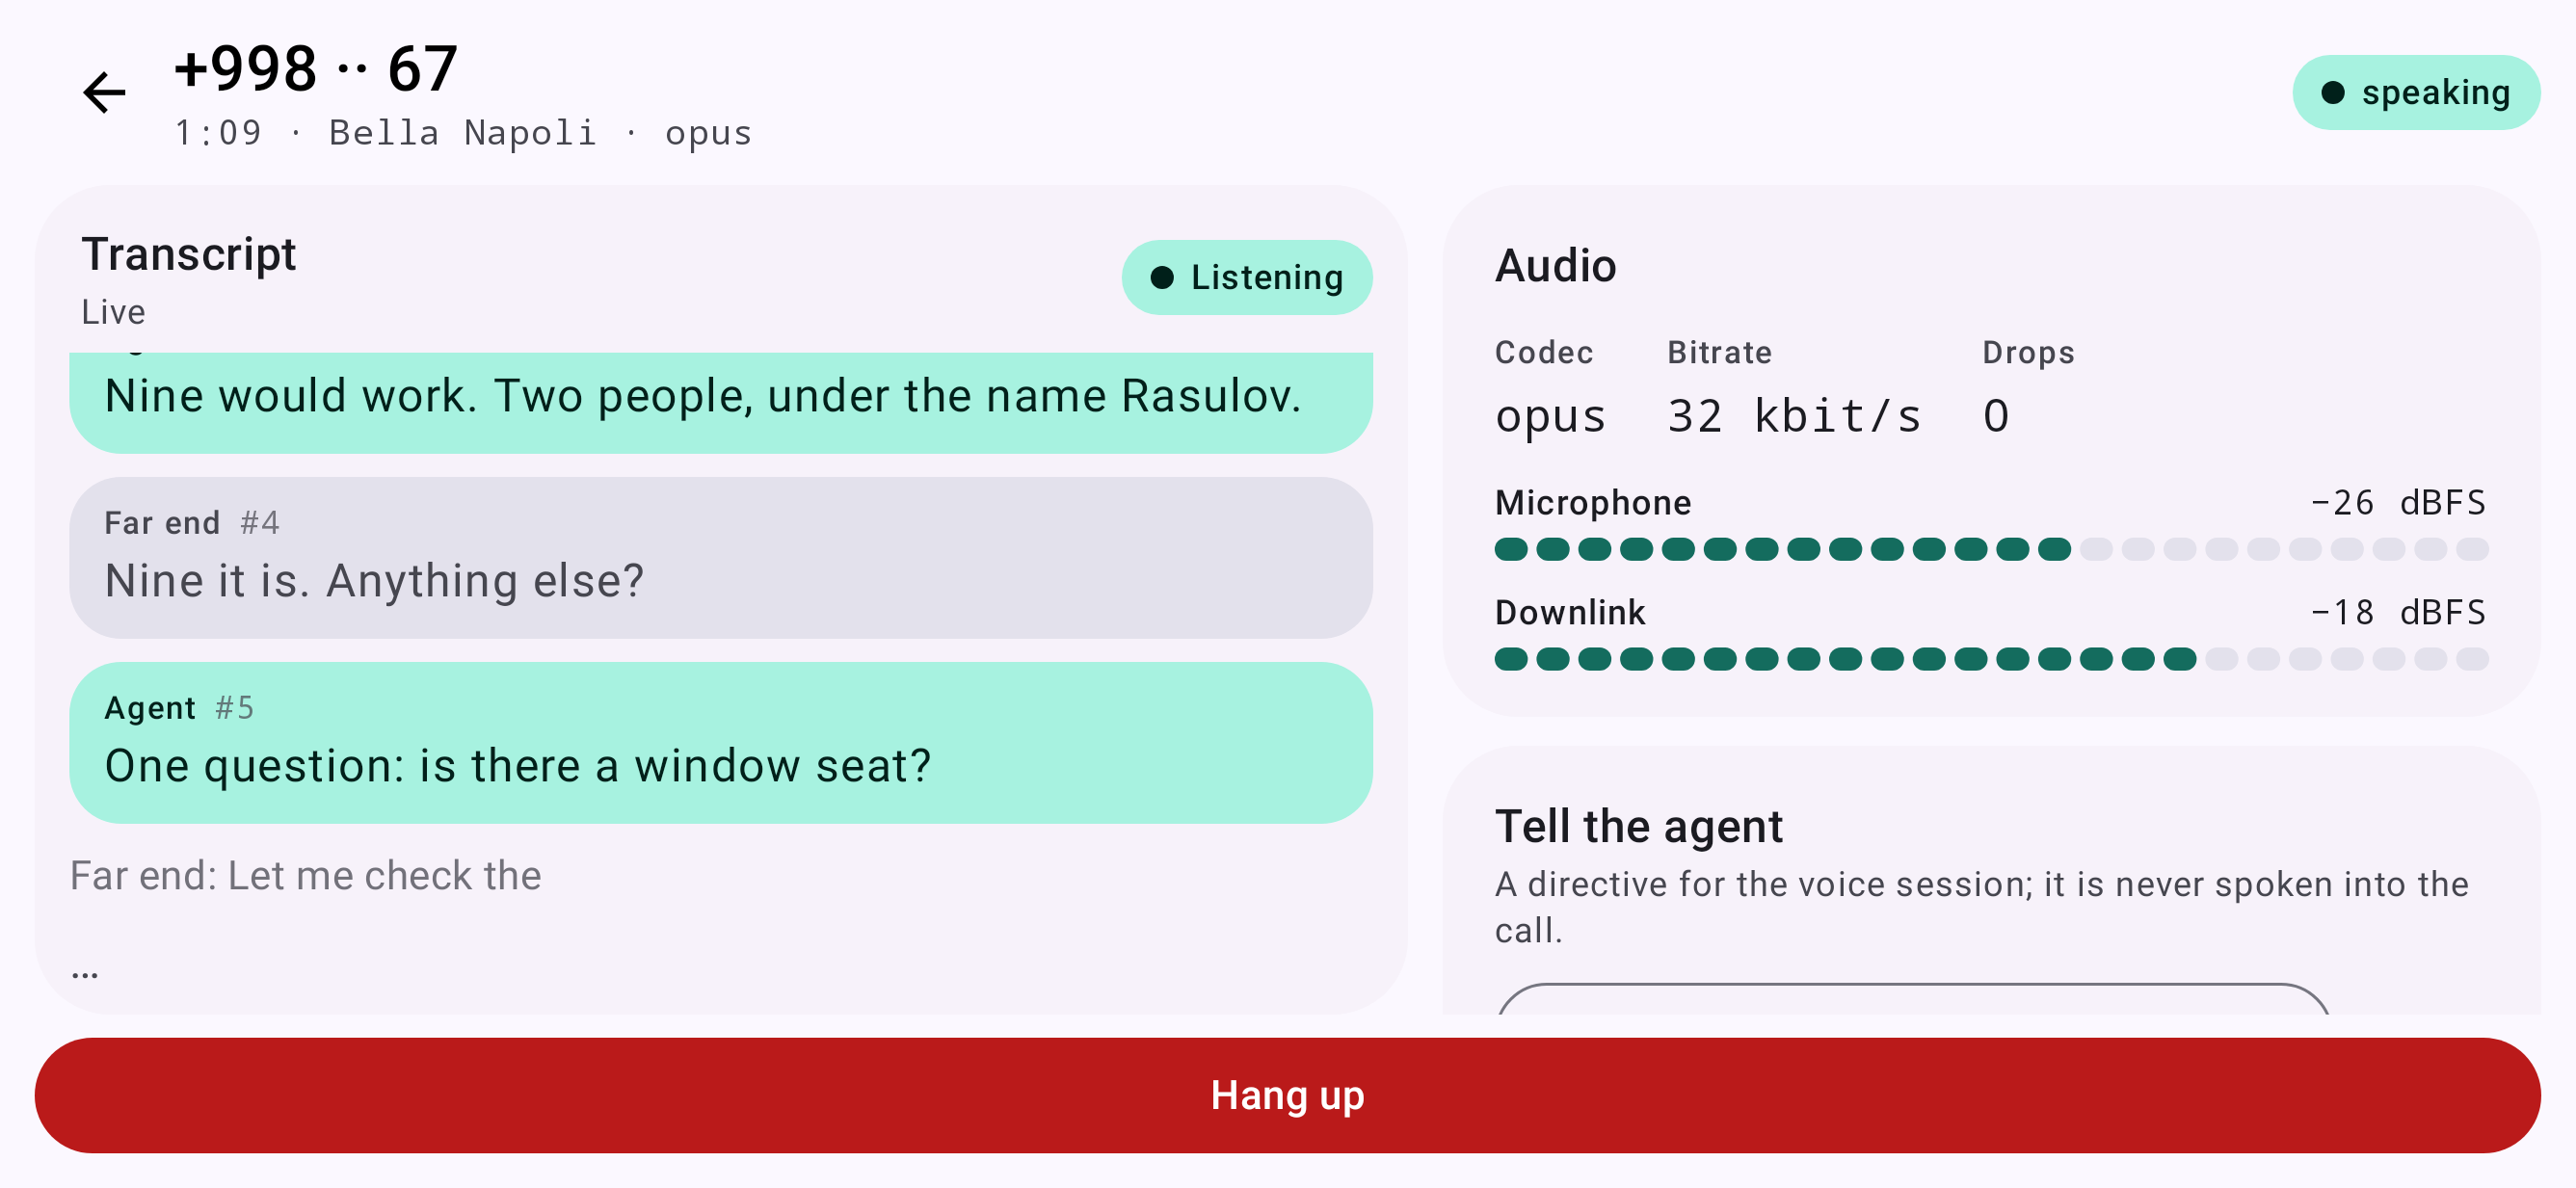 +998 ·· 67
1:09 · Bella Napoli · opus
speaking
Transcript
Live
Listening
Nine would work. Two people, under the name Rasulov.
Far end #4
Nine it is. Anything else?
Agent #5
One question: is there a window seat?
Far end: Let me check the
…
Audio
Codec Bitrate Drops
opus 32 kbit/s 0
Microphone −26 dBFS
Downlink −18 dBFS
Tell the agent
A directive for the voice session; it is never spoken into the
call.
Hang up